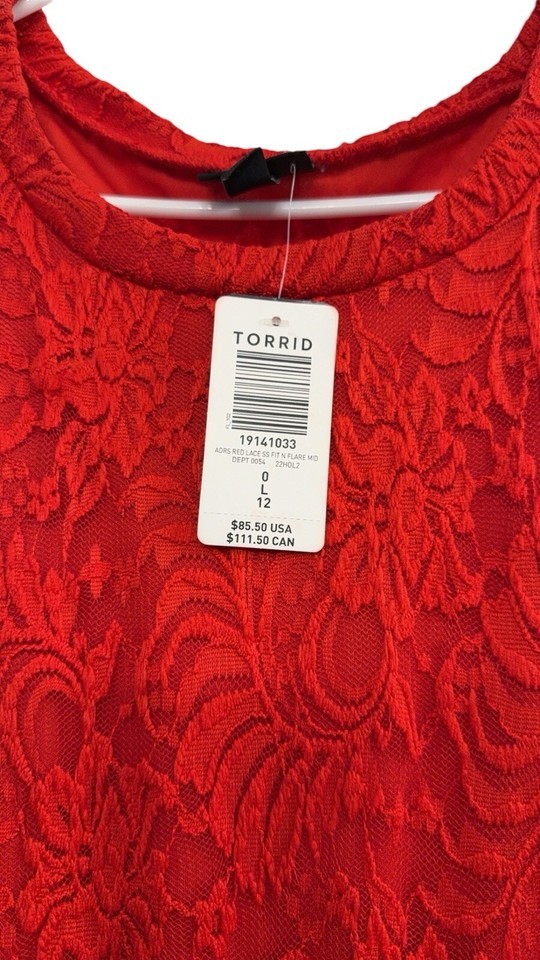 TORRID
19141033
ADRS RED LACE SS FIT N FLARE MID
DEPT 0054 22HOL2
0
L
12
$85.50 USA
$111.50 CAN